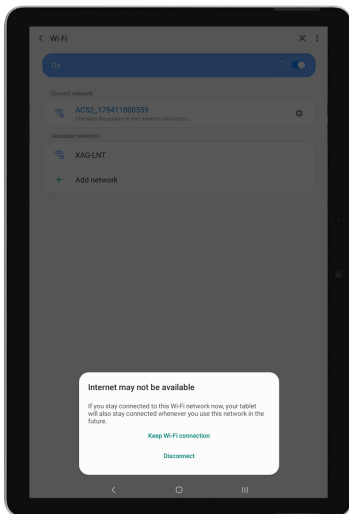 Wi-Fi
On
Current network
ACS2_175411800559
Checking the quality of your internet connection...
Available networks
XAG-LNT
Add network
Internet may not be available
If you stay connected to this Wi-Fi network now, your tablet
will also stay connected whenever you use this network in the
future.
Keep Wi-Fi connection
Disconnect